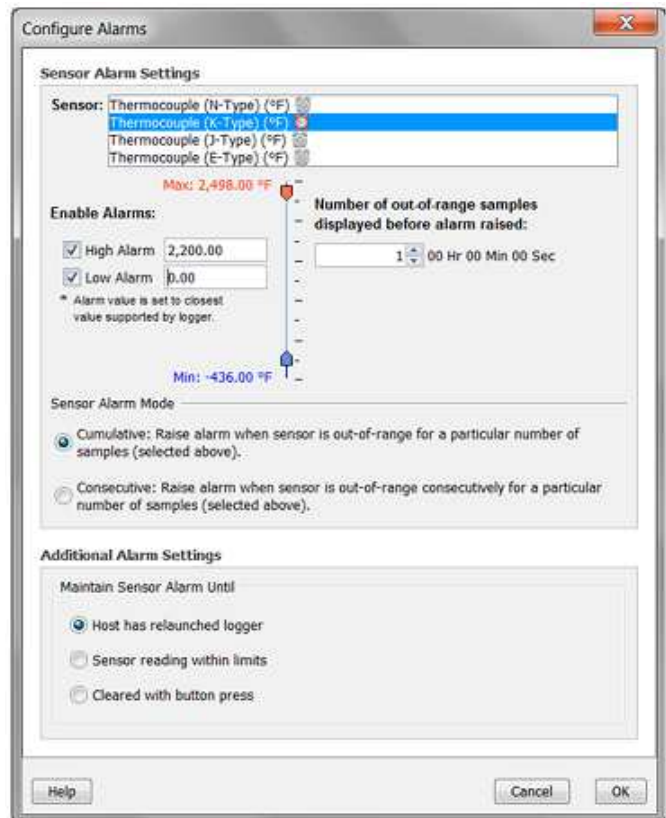 Configure Alarms
Sensor Alarm Settings
Sensor: Thermocouple (N-Type) (°F)
Thermocouple (K-Type) (°F)
Thermocouple (J-Type) (°F)
Thermocouple (E-Type) (°F)
Max: 2,498.00 °F
Enable Alarms:
High Alarm 2,200.00
Low Alarm 0.00
* Alarm value is set to closest
value supported by logger.
Min: -436.00 °F
Number of out-of-range samples
displayed before alarm raised:
1 00 Hr 00 Min 00 Sec
Sensor Alarm Mode
Cumulative: Raise alarm when sensor is out-of-range for a particular number of
samples (selected above).
Consecutive: Raise alarm when sensor is out-of-range consecutively for a particular
number of samples (selected above).
Additional Alarm Settings
Maintain Sensor Alarm Until
Host has relaunched logger
Sensor reading within limits
Cleared with button press
Help
Cancel
OK